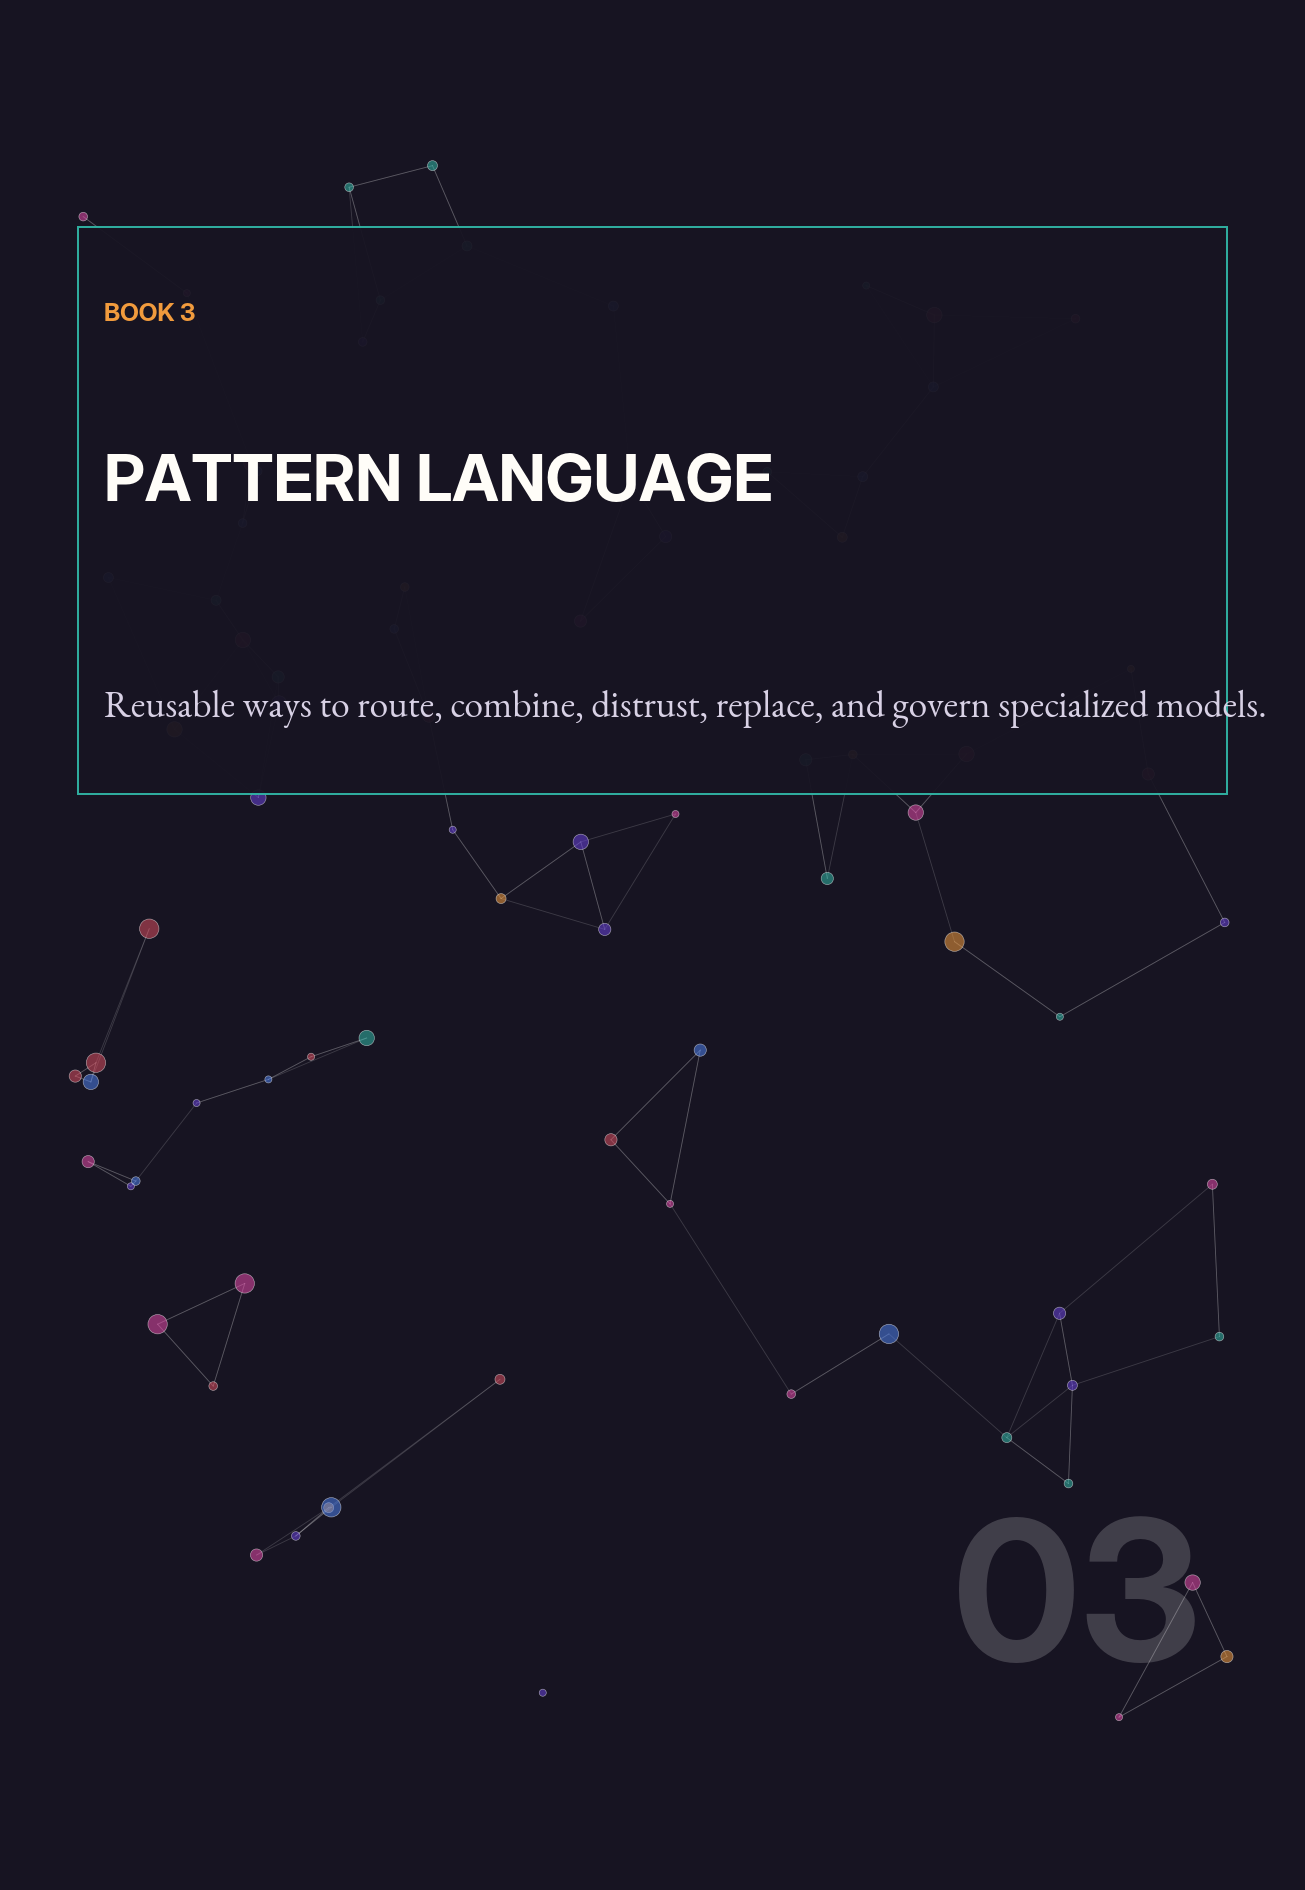 BOOK 3
PATTERN LANGUAGE
Reusable ways to route, combine, distrust, replace, and govern specialized models.
03